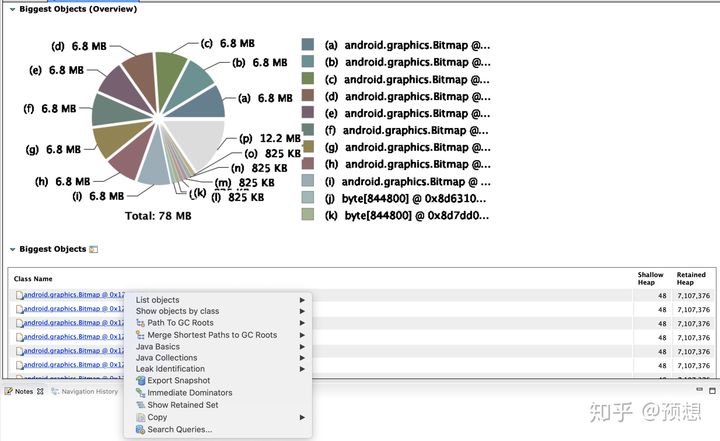 Biggest Objects (Overview)
(d) 6.8 MB
(c) 6.8 MB
(e) 6.8 MB
(b) 6.8 MB
(f) 6.8 MB
(a) 6.8 MB
(g) 6.8 MB
(p) 12.2 MB
(o) 825 KB
(n) 825 KB
(h) 6.8 MB
(m) 825 KB
(k)
(i) 6.8 MB
(l) 825 KB
Total: 78 MB
(a) android.graphics.Bitmap @...
(b) android.graphics.Bitmap @...
(c) android.graphics.Bitmap @...
(d) android.graphics.Bitmap @...
(e) android.graphics.Bitmap @...
(f) android.graphics.Bitmap @...
(g) android.graphics.Bitmap @...
(h) android.graphics.Bitmap @...
(i) android.graphics.Bitmap @ ...
(j) byte[844800] @ 0x8d6310...
(k) byte[844800] @ 0x8d7dd0...
Biggest Objects
Class Name Shallow Heap Retained Heap
android.graphics.Bitmap @ 0x12 48 7,107,376
android.graphics.Bitmap @ 0x12 48 7,107,376
android.graphics.Bitmap @ 0x12 48 7,107,376
android.graphics.Bitmap @ 0x12 48 7,107,376
android.graphics.Bitmap @ 0x12 48 7,107,376
android.graphics.Bitmap @ 0x12 48 7,107,376
List objects
Show objects by class
Path To GC Roots
Merge Shortest Paths to GC Roots
Java Basics
Java Collections
Leak Identification
Export Snapshot
Immediate Dominators
Show Retained Set
Copy
Search Queries...
Notes
Navigation History
知乎 @预想